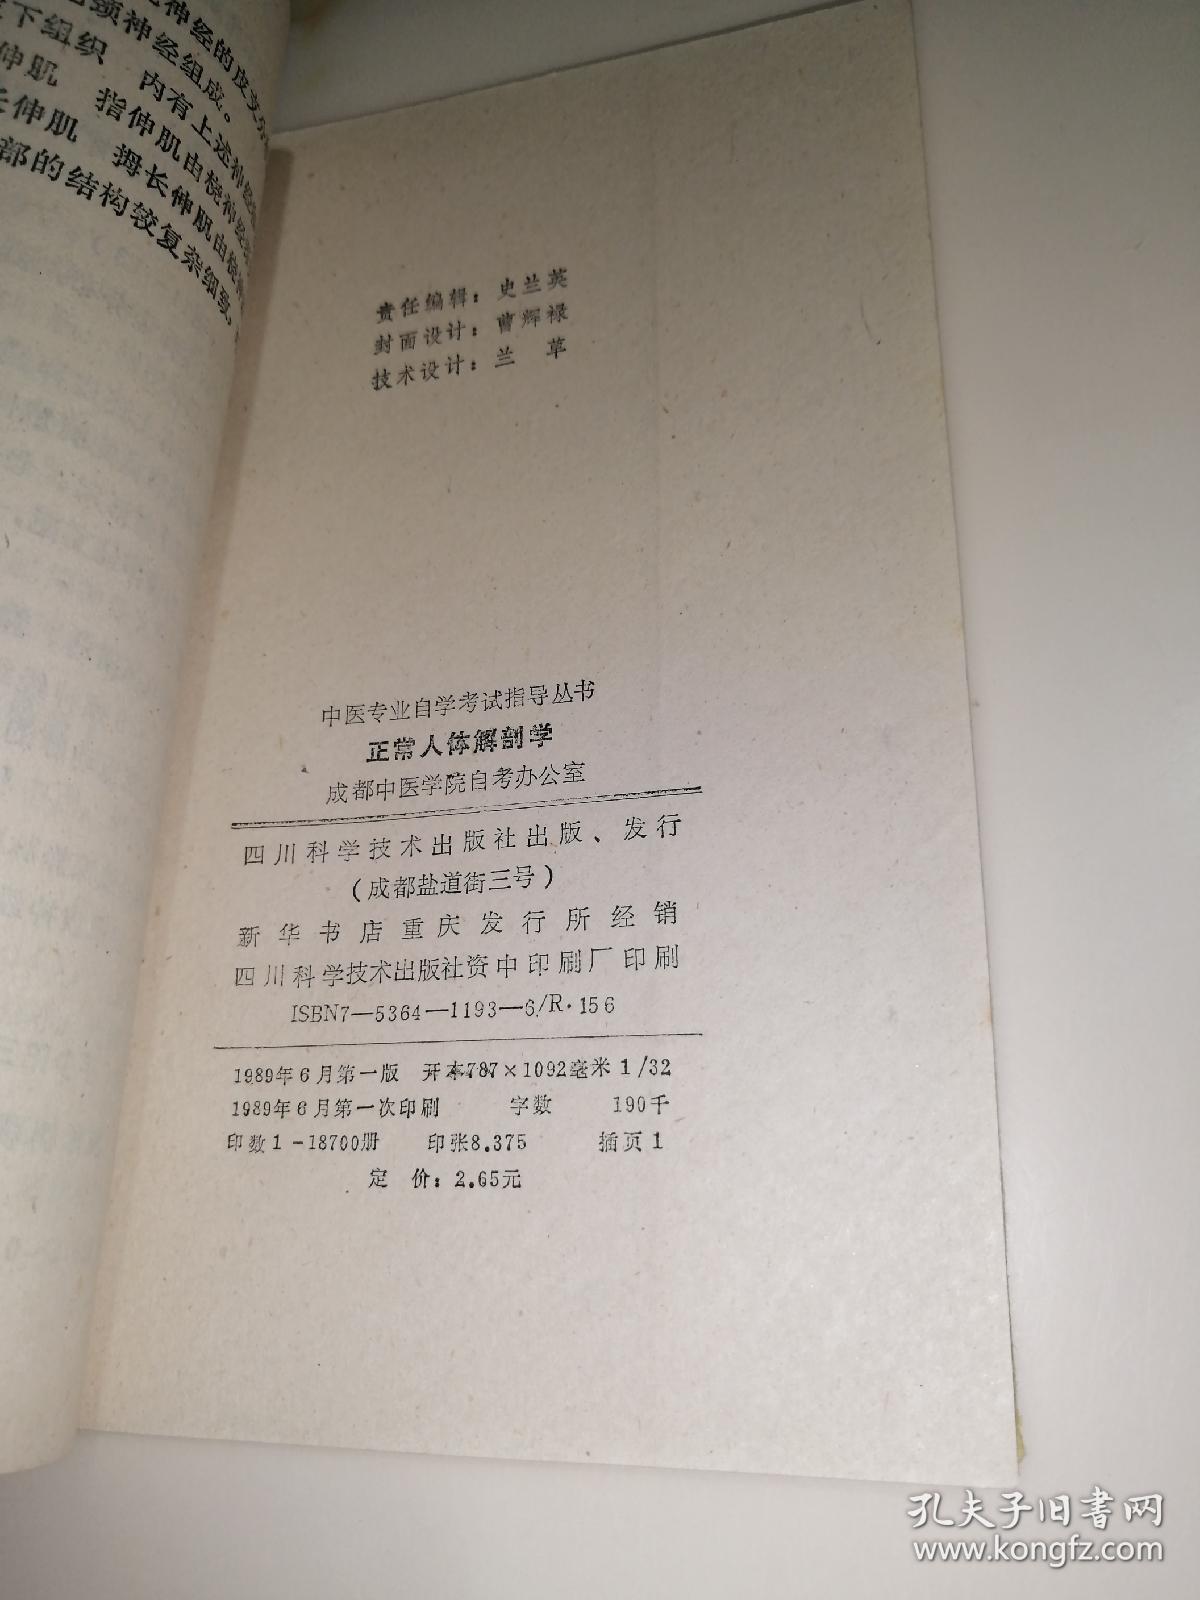 神经的皮支分
颈神经组成。
下组织 内有上述神经
伸肌 指伸肌由桡神经
长伸肌 拇长伸肌由桡
部的结构较复杂细致，
责任编辑：史兰英
封面设计：曹辉禄
技术设计：兰 草
中医专业自学考试指导丛书
正常人体解剖学
成都中医学院自考办公室
四川科学技术出版社出版、发行
(成都盐道街三号)
新华书店重庆发行所经销
四川科学技术出版社资中印刷厂印刷
ISBN7—5364—1193—6/R·156
1989年6月第一版 开本787×1092毫米1/32
1989年6月第一次印刷 字数 190千
印数1-18700册 印张8.375 插页1
定 价：2.65元
孔夫子旧书网
www.kongfz.com